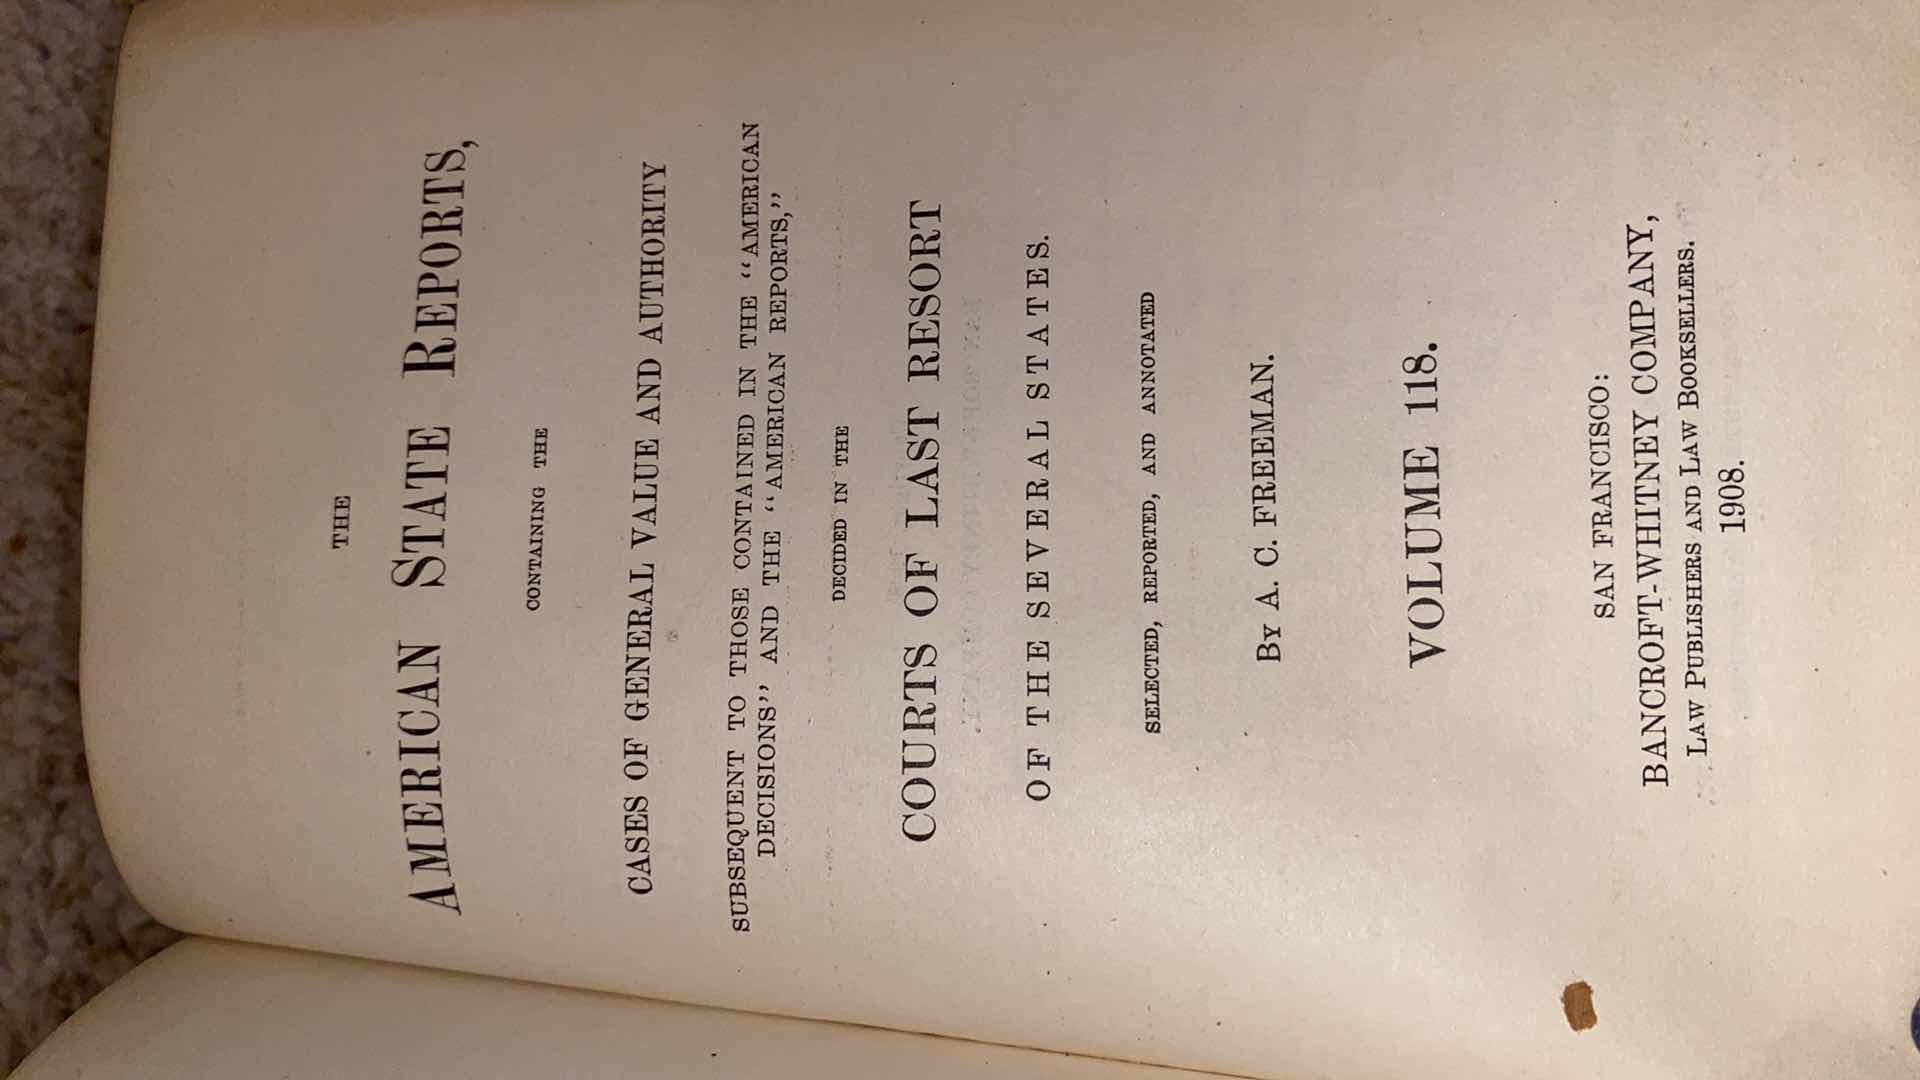 THE
AMERICAN STATE REPORTS,
CONTAINING THE
CASES OF GENERAL VALUE AND AUTHORITY
SUBSEQUENT TO THOSE CONTAINED IN THE “AMERICAN
DECISIONS” AND THE “AMERICAN REPORTS,”
DECIDED IN THE
COURTS OF LAST RESORT
OF THE SEVERAL STATES.
SELECTED, REPORTED, AND ANNOTATED
By A. C. FREEMAN.
VOLUME 118.
SAN FRANCISCO:
BANCROFT-WHITNEY COMPANY,
LAW PUBLISHERS AND LAW BOOKSELLERS.
1908.